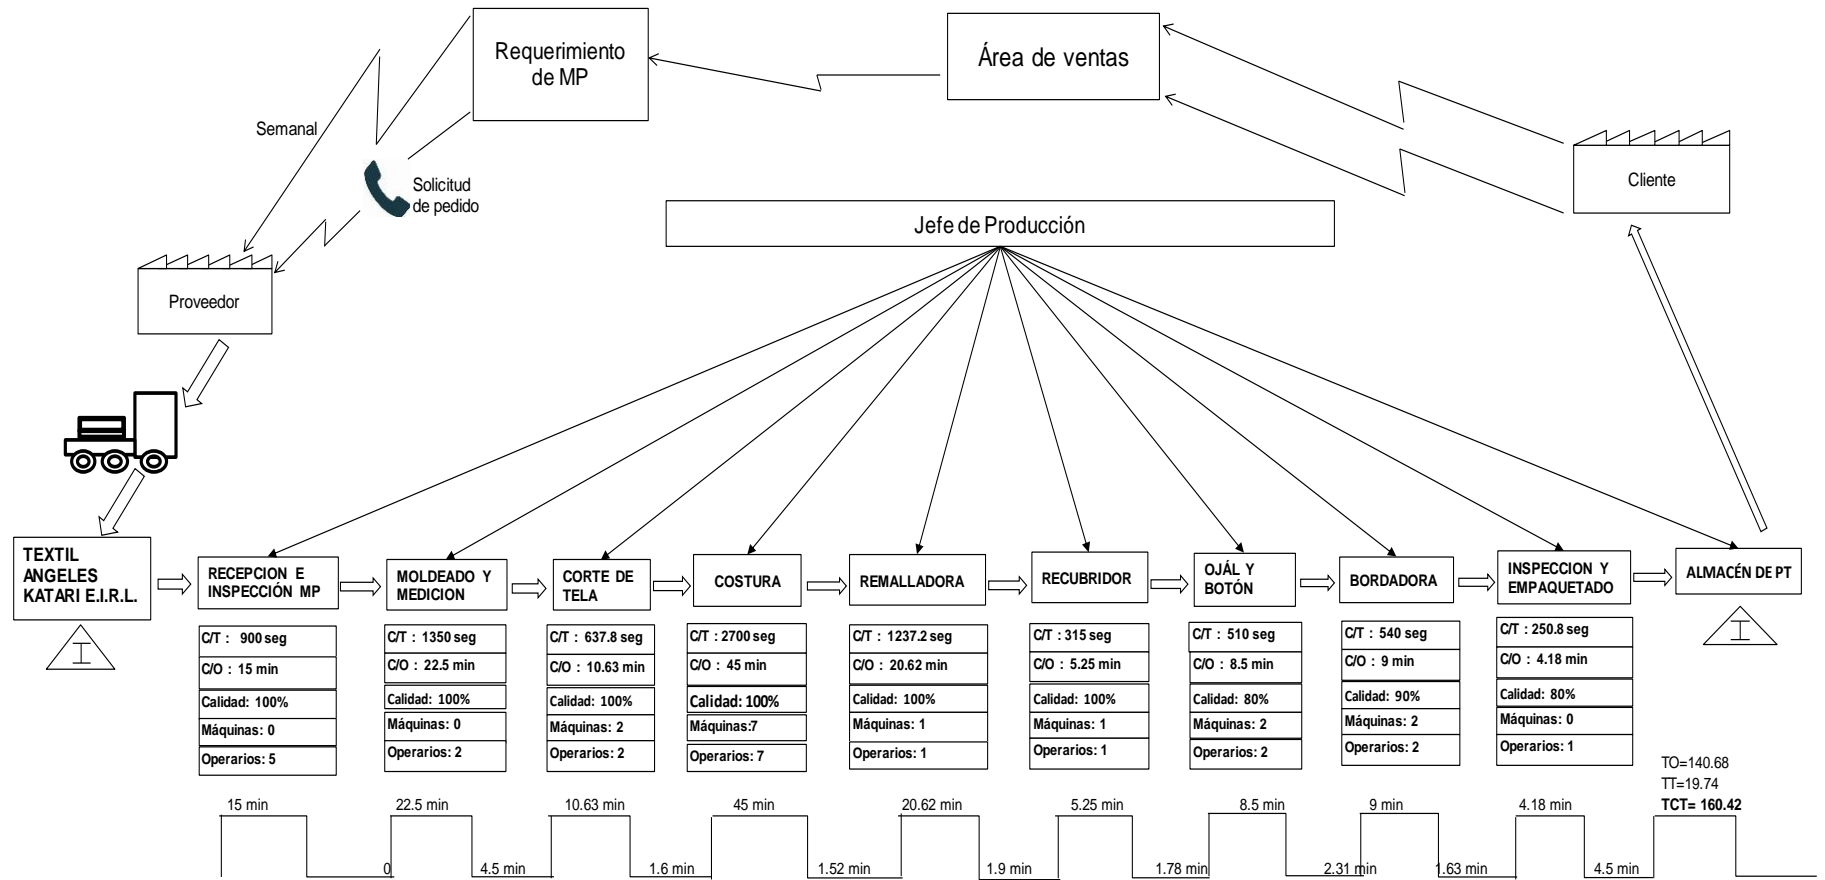 Requerimiento
de MP
Área de ventas
Semanal
Solicitud
de pedido
Cliente
Jefe de Producción
Proveedor
TEXTIL
ANGELES
KATARI E.I.R.L.
I
RECEPCION E
INSPECCIÓN MP
C/T : 900 seg
C/O : 15 min
Calidad: 100%
Máquinas: 0
Operarios: 5
MOLDEADO Y
MEDICION
C/T : 1350 seg
C/O : 22.5 min
Calidad: 100%
Máquinas: 0
Operarios: 2
CORTE DE
TELA
C/T : 637.8 seg
C/O : 10.63 min
Calidad: 100%
Máquinas: 2
Operarios: 2
COSTURA
C/T : 2700 seg
C/O : 45 min
Calidad: 100%
Máquinas:7
Operarios: 7
REMALLADORA
C/T : 1237.2 seg
C/O : 20.62 min
Calidad: 100%
Máquinas: 1
Operarios: 1
RECUBRIDOR
C/T : 315 seg
C/O : 5.25 min
Calidad: 100%
Máquinas: 1
Operarios: 1
OJÁL Y
BOTÓN
C/T : 510 seg
C/O : 8.5 min
Calidad: 80%
Máquinas: 2
Operarios: 2
BORDADORA
C/T : 540 seg
C/O : 9 min
Calidad: 90%
Máquinas: 2
Operarios: 2
INSPECCION Y
EMPAQUETADO
C/T : 250.8 seg
C/O : 4.18 min
Calidad: 80%
Máquinas: 0
Operarios: 1
ALMACÉN DE PT
I
TO=140.68
TT=19.74
TCT= 160.42
15 min
22.5 min
10.63 min
45 min
20.62 min
5.25 min
8.5 min
9 min
4.18 min
0
4.5 min
1.6 min
1.52 min
1.9 min
1.78 min
2.31 min
1.63 min
4.5 min